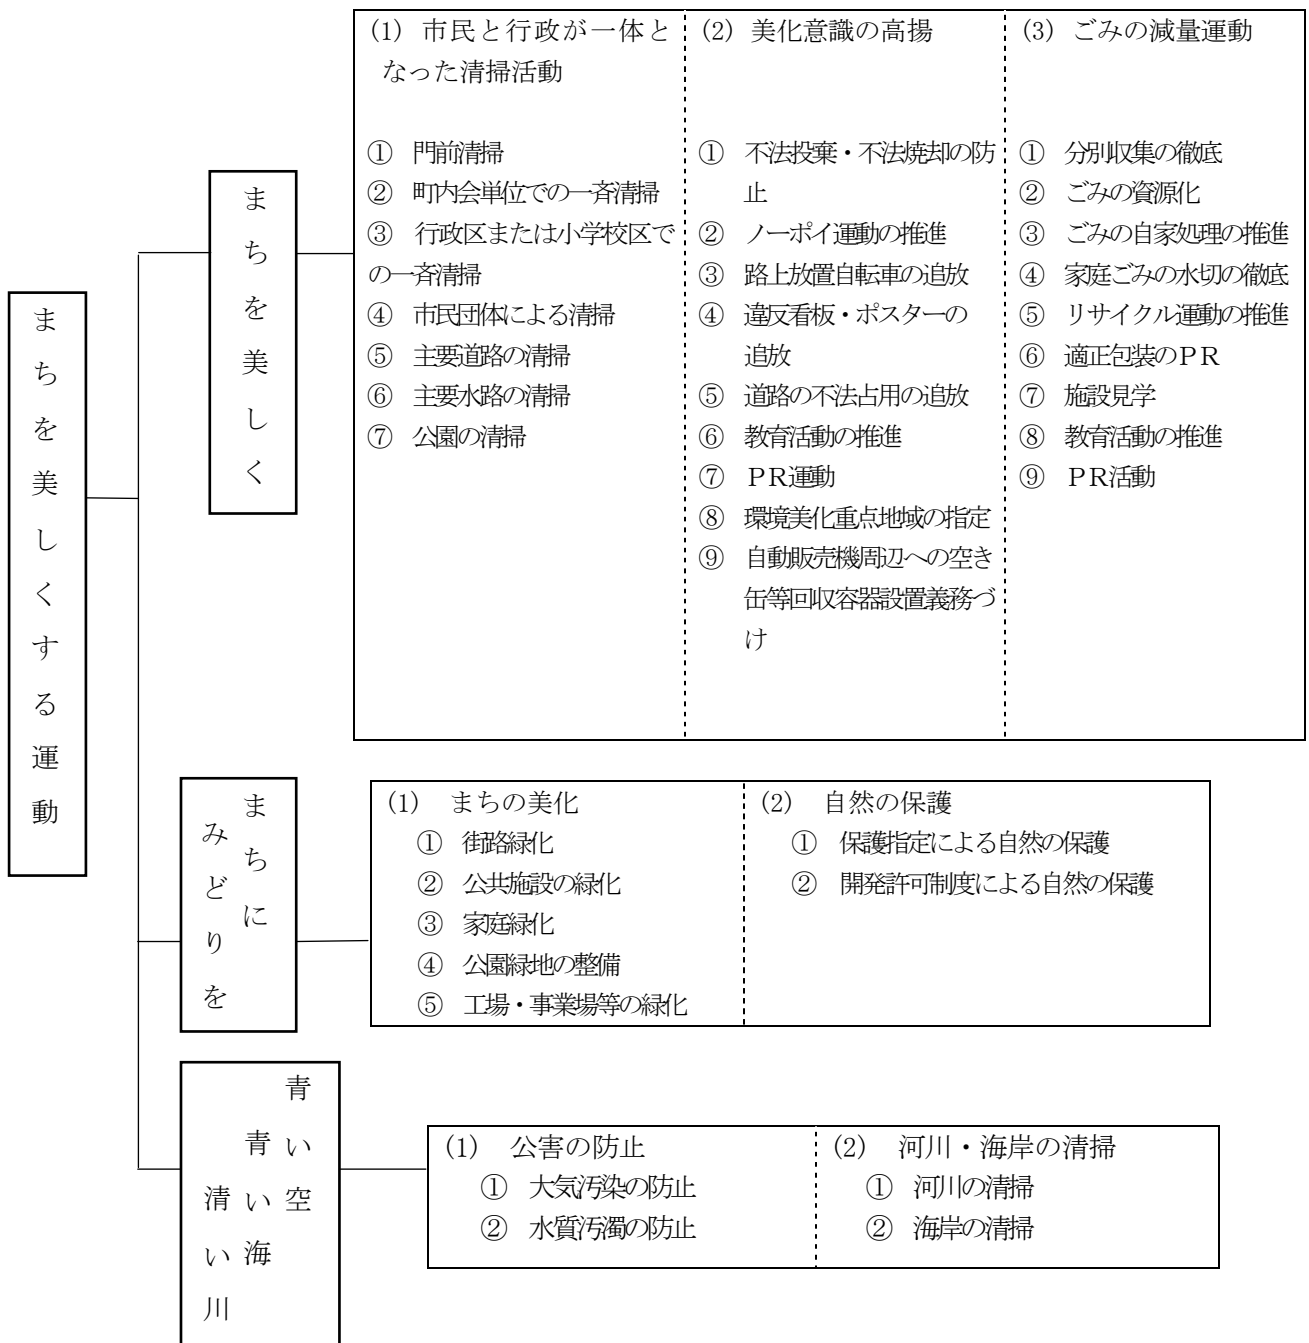 まちを美しくする運動
まちを美しく
(1) 市民と行政が一体と
なった清掃活動
① 門前清掃
② 町内会単位での一斉清掃
③ 行政区または小学校区で
の一斉清掃
④ 市民団体による清掃
⑤ 主要道路の清掃
⑥ 主要水路の清掃
⑦ 公園の清掃
(2) 美化意識の高揚
① 不法投棄・不法焼却の防
止
② ノーポイ運動の推進
③ 路上放置自転車の追放
④ 違反看板・ポスターの
追放
⑤ 道路の不法占用の追放
⑥ 教育活動の推進
⑦ PR運動
⑧ 環境美化重点地域の指定
⑨ 自動販売機周辺への空き
缶等回収容器設置義務づ
け
(3) ごみの減量運動
① 分別収集の徹底
② ごみの資源化
③ ごみの自家処理の推進
④ 家庭ごみの水切の徹底
⑤ リサイクル運動の推進
⑥ 適正包装のPR
⑦ 施設見学
⑧ 教育活動の推進
⑨ PR活動
まちに
みどりを
(1) まちの美化
① 街路緑化
② 公共施設の緑化
③ 家庭緑化
④ 公園緑地の整備
⑤ 工場・事業場等の緑化
(2) 自然の保護
① 保護指定による自然の保護
② 開発許可制度による自然の保護
青い空
青い海
清い川
(1) 公害の防止
① 大気汚染の防止
② 水質汚濁の防止
(2) 河川・海岸の清掃
① 河川の清掃
② 海岸の清掃